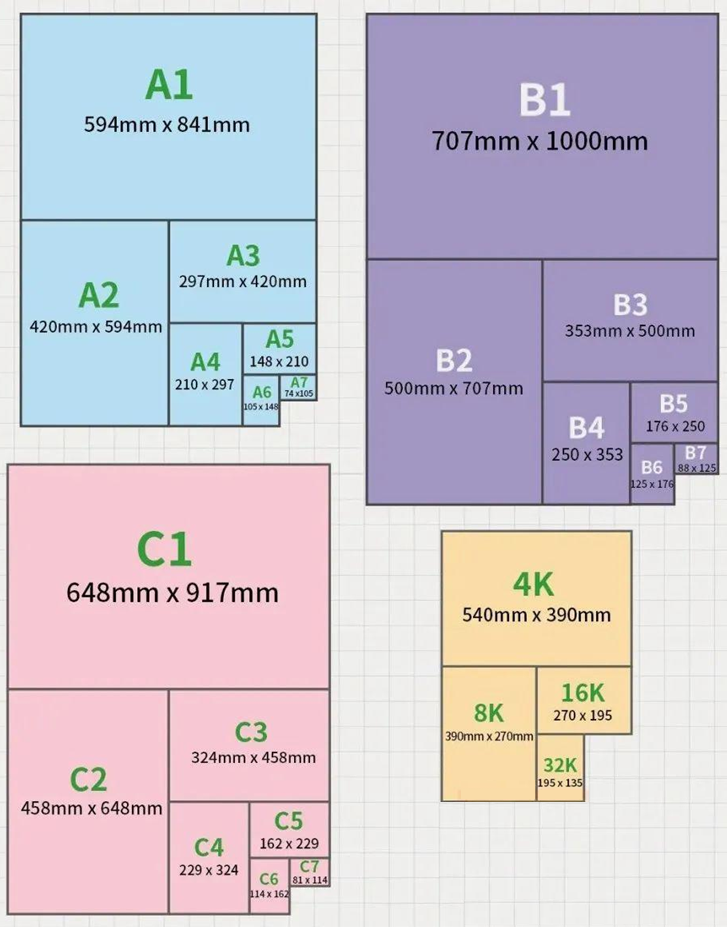 A1
594mm x 841mm
A2
420mm x 594mm
A3
297mm x 420mm
A4
210 x 297
A5
148 x 210
A6
105 x 148
A7
74 x105
B1
707mm x 1000mm
B2
500mm x 707mm
B3
353mm x 500mm
B4
250 x 353
B5
176 x 250
B6
125 x 176
B7
88 x 125
C1
648mm x 917mm
C2
458mm x 648mm
C3
324mm x 458mm
C4
229 x 324
C5
162 x 229
C6
114 x 162
C7
81 x 114
4K
540mm x 390mm
8K
390mm x 270mm
16K
270 x 195
32K
195 x 135